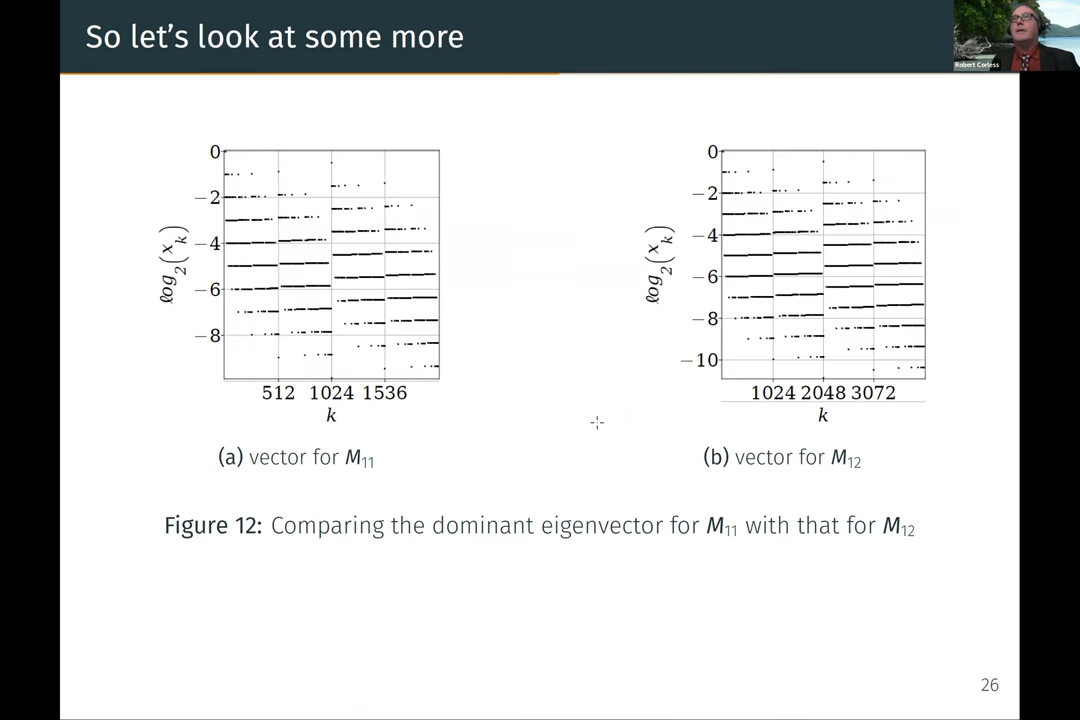 So let's look at some more
Robert Corless
0
−2
−4
−6
−8
log₂(xₖ)
512 1024 1536
k
0
−2
−4
−6
−8
−10
log₂(xₖ)
1024 2048 3072
k
(a) vector for M₁₁
(b) vector for M₁₂
Figure 12: Comparing the dominant eigenvector for M₁₁ with that for M₁₂
26